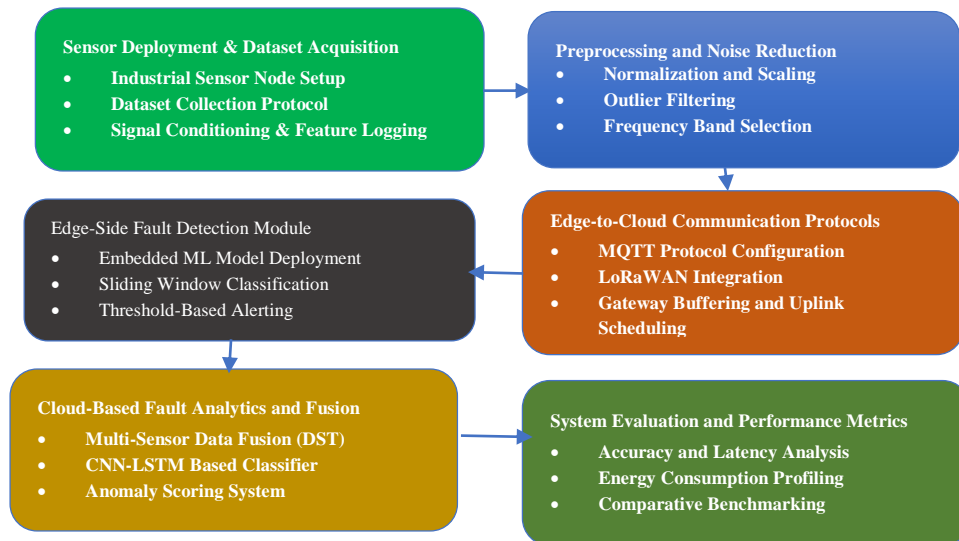 Sensor Deployment & Dataset Acquisition
• Industrial Sensor Node Setup
• Dataset Collection Protocol
• Signal Conditioning & Feature Logging
Preprocessing and Noise Reduction
• Normalization and Scaling
• Outlier Filtering
• Frequency Band Selection
Edge-to-Cloud Communication Protocols
• MQTT Protocol Configuration
• LoRaWAN Integration
• Gateway Buffering and Uplink
Scheduling
Edge-Side Fault Detection Module
• Embedded ML Model Deployment
• Sliding Window Classification
• Threshold-Based Alerting
Cloud-Based Fault Analytics and Fusion
• Multi-Sensor Data Fusion (DST)
• CNN-LSTM Based Classifier
• Anomaly Scoring System
System Evaluation and Performance Metrics
• Accuracy and Latency Analysis
• Energy Consumption Profiling
• Comparative Benchmarking